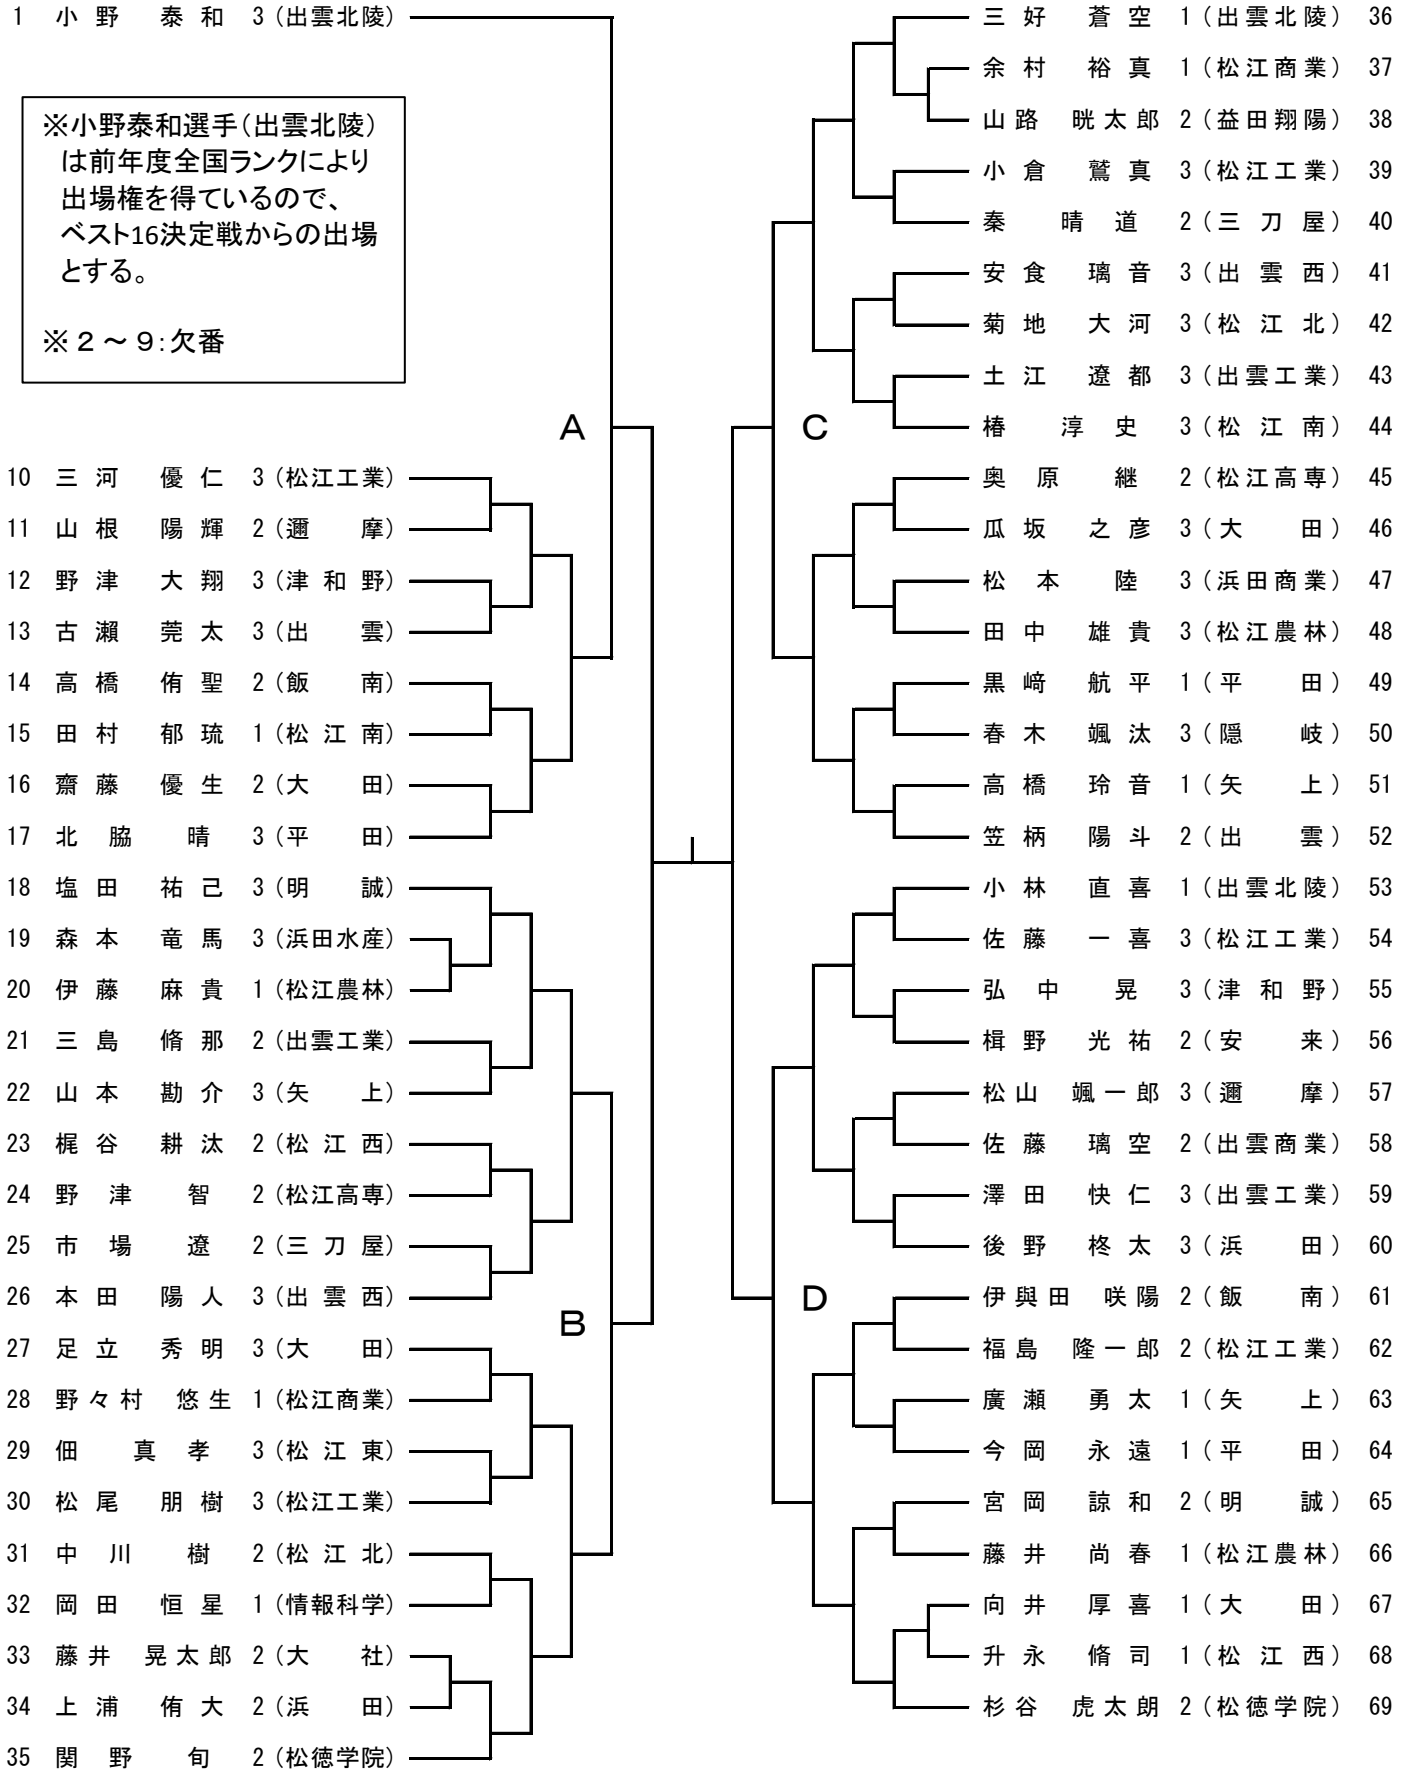 1 小野 泰和 3 (出雲北陵)
※小野泰和選手(出雲北陵)
は前年度全国ランクにより
出場権を得ているので、
ベスト16決定戦からの出場
とする。
※２～９:欠番
A
10 三河 優仁 3 (松江工業)
11 山根 陽輝 2 (邇摩)
12 野津 大翔 3 (津和野)
13 古瀬 莞太 3 (出雲)
14 高橋 侑聖 2 (飯南)
15 田村 郁琉 1 (松江南)
16 齋藤 優生 2 (大田)
17 北脇 晴 3 (平田)
18 塩田 祐己 3 (明誠)
19 森本 竜馬 3 (浜田水産)
20 伊藤 麻貴 1 (松江農林)
21 三島 脩那 2 (出雲工業)
22 山本 勘介 3 (矢上)
23 梶谷 耕汰 2 (松江西)
24 野津 智 2 (松江高専)
25 市場 遼 2 (三刀屋)
26 本田 陽人 3 (出雲西)
B
27 足立 秀明 3 (大田)
28 野々村 悠生 1 (松江商業)
29 佃 真孝 3 (松江東)
30 松尾 朋樹 3 (松江工業)
31 中川 樹 2 (松江北)
32 岡田 恒星 1 (情報科学)
33 藤井 晃太郎 2 (大社)
34 上浦 侑大 2 (浜田)
35 関野 旬 2 (松徳学院)
三好 蒼空 1 (出雲北陵) 36
余村 裕真 1 (松江商業) 37
山路 晄太郎 2 (益田翔陽) 38
小倉 鷲真 3 (松江工業) 39
秦 晴道 2 (三刀屋) 40
安食 璃音 3 (出雲西) 41
菊地 大河 3 (松江北) 42
土江 遼都 3 (出雲工業) 43
C
椿 淳史 3 (松江南) 44
奥原 継 2 (松江高専) 45
瓜坂 之彦 3 (大田) 46
松本 陸 3 (浜田商業) 47
田中 雄貴 3 (松江農林) 48
黒﨑 航平 1 (平田) 49
春木 颯汰 3 (隠岐) 50
高橋 玲音 1 (矢上) 51
笠柄 陽斗 2 (出雲) 52
小林 直喜 1 (出雲北陵) 53
佐藤 一喜 3 (松江工業) 54
弘中 晃 3 (津和野) 55
楫野 光祐 2 (安来) 56
松山 颯一郎 3 (邇摩) 57
佐藤 璃空 2 (出雲商業) 58
澤田 快仁 3 (出雲工業) 59
後野 柊太 3 (浜田) 60
D
伊與田 咲陽 2 (飯南) 61
福島 隆一郎 2 (松江工業) 62
廣瀬 勇太 1 (矢上) 63
今岡 永遠 1 (平田) 64
宮岡 諒和 2 (明誠) 65
藤井 尚春 1 (松江農林) 66
向井 厚喜 1 (大田) 67
升永 脩司 1 (松江西) 68
杉谷 虎太朗 2 (松徳学院) 69